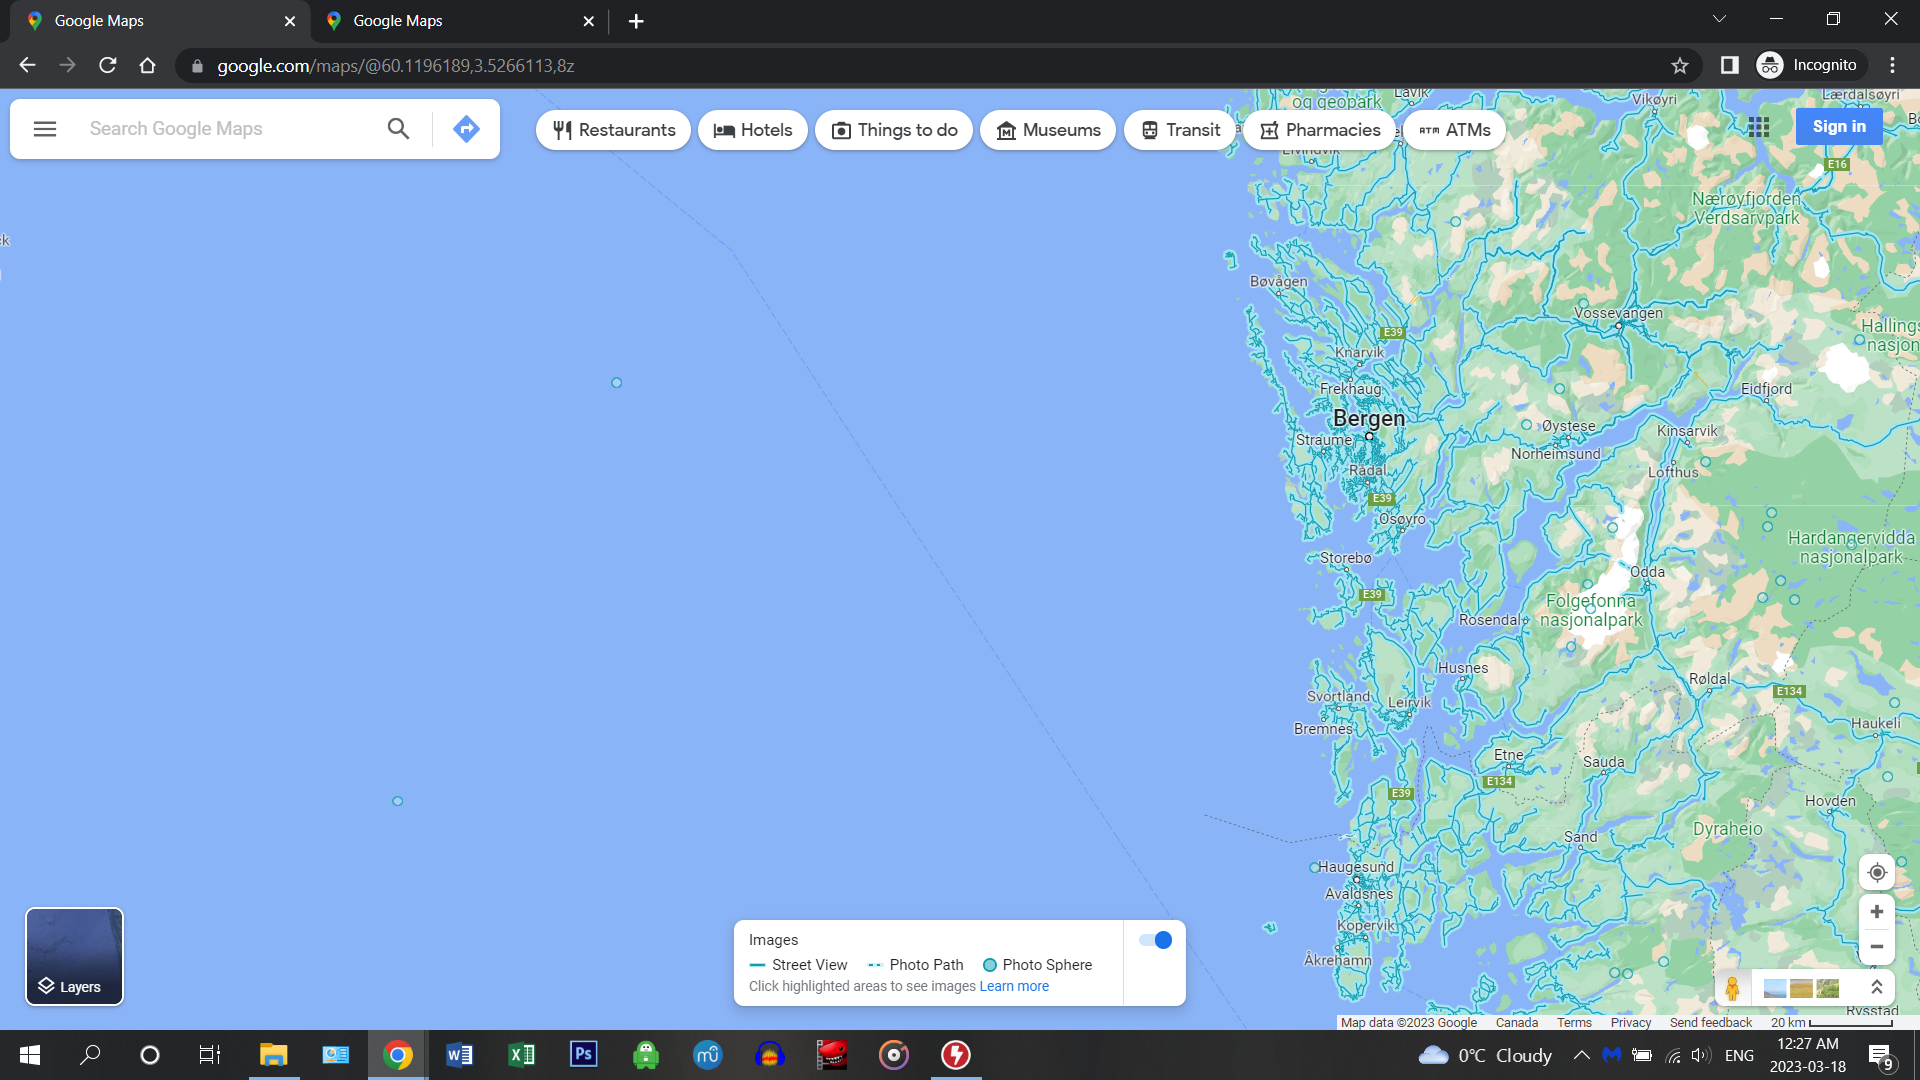 Google Maps
Google Maps
google.com/maps/@60.1196189,3.5266113,8z
Incognito
Search Google Maps
Restaurants
Hotels
Things to do
Museums
Transit
Pharmacies
ATM ATMs
Sign in
og geopark
Lavik
Vikøyri
Lærdalsøyri
E16
Nærøyfjorden
Verdsarvpark
Bøvågen
E39
Vossevangen
Hallings
nasjon
Knarvik
Frekhaug
Eidfjord
Bergen
Straume
Øystese
Kinsarvik
Norheimsund
Rådal
Lofthus
E39
Osøyro
Hardangervidda
nasjonalpark
Storebø
Odda
E39
Folgefonna
nasjonalpark
Rosendal
Husnes
Røldal
E134
Svortland
Leirvik
Bremnes
Haukeli
Etne
Sauda
E134
E39
Hovden
Dyraheio
Sand
Haugesund
Avaldsnes
Kopervik
Åkrehamn
Rysstad
Layers
Images
Street View
Photo Path
Photo Sphere
Click highlighted areas to see images Learn more
Map data ©2023 Google
Canada
Terms
Privacy
Send feedback
20 km
W
X
Ps
mu
0°C Cloudy
ENG
12:27 AM
2023-03-18
9